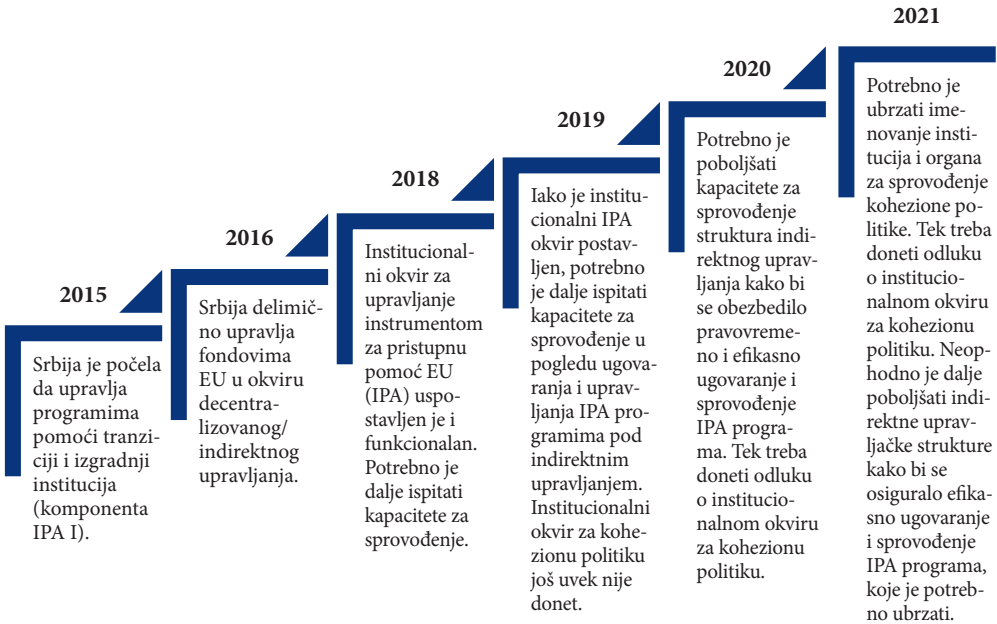 2015
Srbija je počela
da upravlja
programima
pomoći tranzi-
ciji i izgradnji
institucija
(komponenta
IPA I).
2016
Srbija delimič-
no upravlja
fondovima
EU u okviru
decentra-
lizovanog/
indirektnog
upravljanja.
2018
Institucional-
ni okvir za
upravljanje
instrumentom
za pristupnu
pomoć EU
(IPA) uspo-
stavljen je i
funkcionalan.
Potrebno je
dalje ispitati
kapacitete za
sprovođenje.
2019
Iako je institu-
cionalni IPA
okvir postav-
ljen, potrebno
je dalje ispitati
kapacitete za
sprovođenje u
pogledu ugova-
ranja i uprav-
ljanja IPA pro-
gramima pod
indirektnim
upravljanjem.
Institucionalni
okvir za kohe-
zionu politiku
još uvek nije
donet.
2020
Potrebno je
poboljšati
kapacitete za
sprovođenje
struktura indi-
rektnog uprav-
ljanja kako bi
se obezbedilo
pravovreme-
no i efikasno
ugovaranje i
sprovođenje
IPA progra-
ma. Tek treba
doneti odluku
o institucio-
nalnom okviru
za kohezionu
politiku.
2021
Potrebno je
ubrzati ime-
novanje insti-
tucija i organa
za sprovođenje
kohezione po-
litike. Tek treba
doneti odluku
o institucio-
nalnom okviru
za kohezionu
politiku. Neop-
hodno je dalje
poboljšati indi-
rektne uprav-
ljačke strukture
kako bi se
osiguralo efika-
sno ugovaranje
i sprovođenje
IPA programa,
koje je potreb-
no ubrzati.